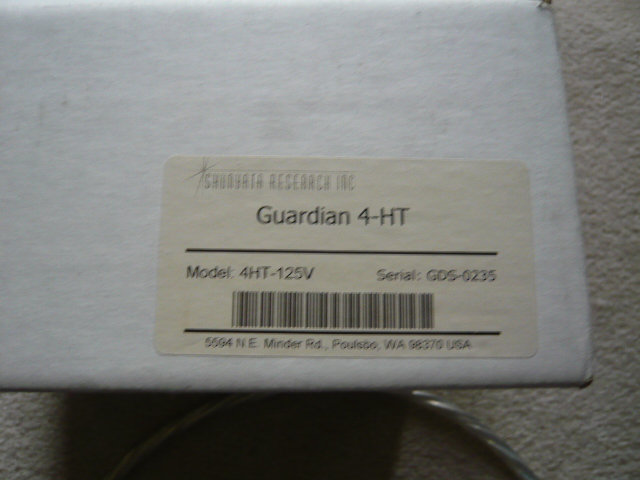 SHUNYATA RESEARCH INC
Guardian 4-HT
Model: 4HT-125V Serial: GDS-0235
5594 N.E. Minder Rd., Poulsbo, WA 98370 USA